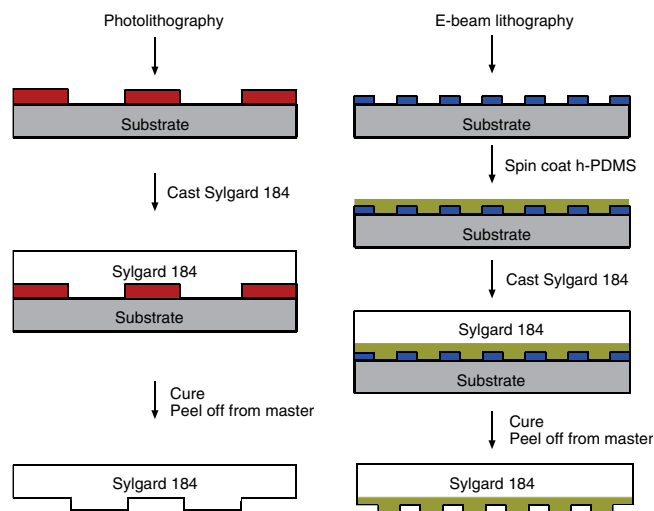 Photolithography
Substrate
Cast Sylgard 184
Sylgard 184
Substrate
Cure
Peel off from master
Sylgard 184
E-beam lithography
Substrate
Spin coat h-PDMS
Substrate
Cast Sylgard 184
Sylgard 184
Substrate
Cure
Peel off from master
Sylgard 184